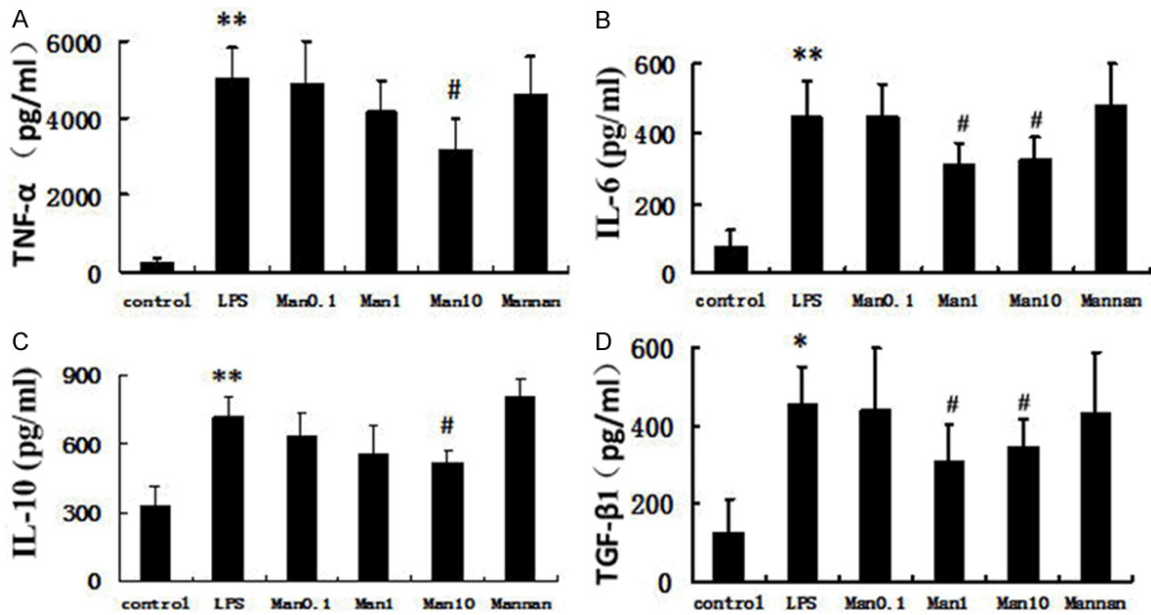 A
TNF-α （pg/ml）
6000
4000
2000
0
**
#
control LPS Man0.1 Man1 Man10 Mannan
B
IL-6 (pg/ml)
600
400
200
0
**
# #
control LPS Man0.1 Man1 Man10 Mannan
C
IL-10 (pg/ml)
900
600
300
0
**
#
control LPS Man0.1 Man1 Man10 Mannan
D
TGF-β1（pg/ml）
600
400
200
0
*
# #
control LPS Man0.1 Man1 Man10 Mannan